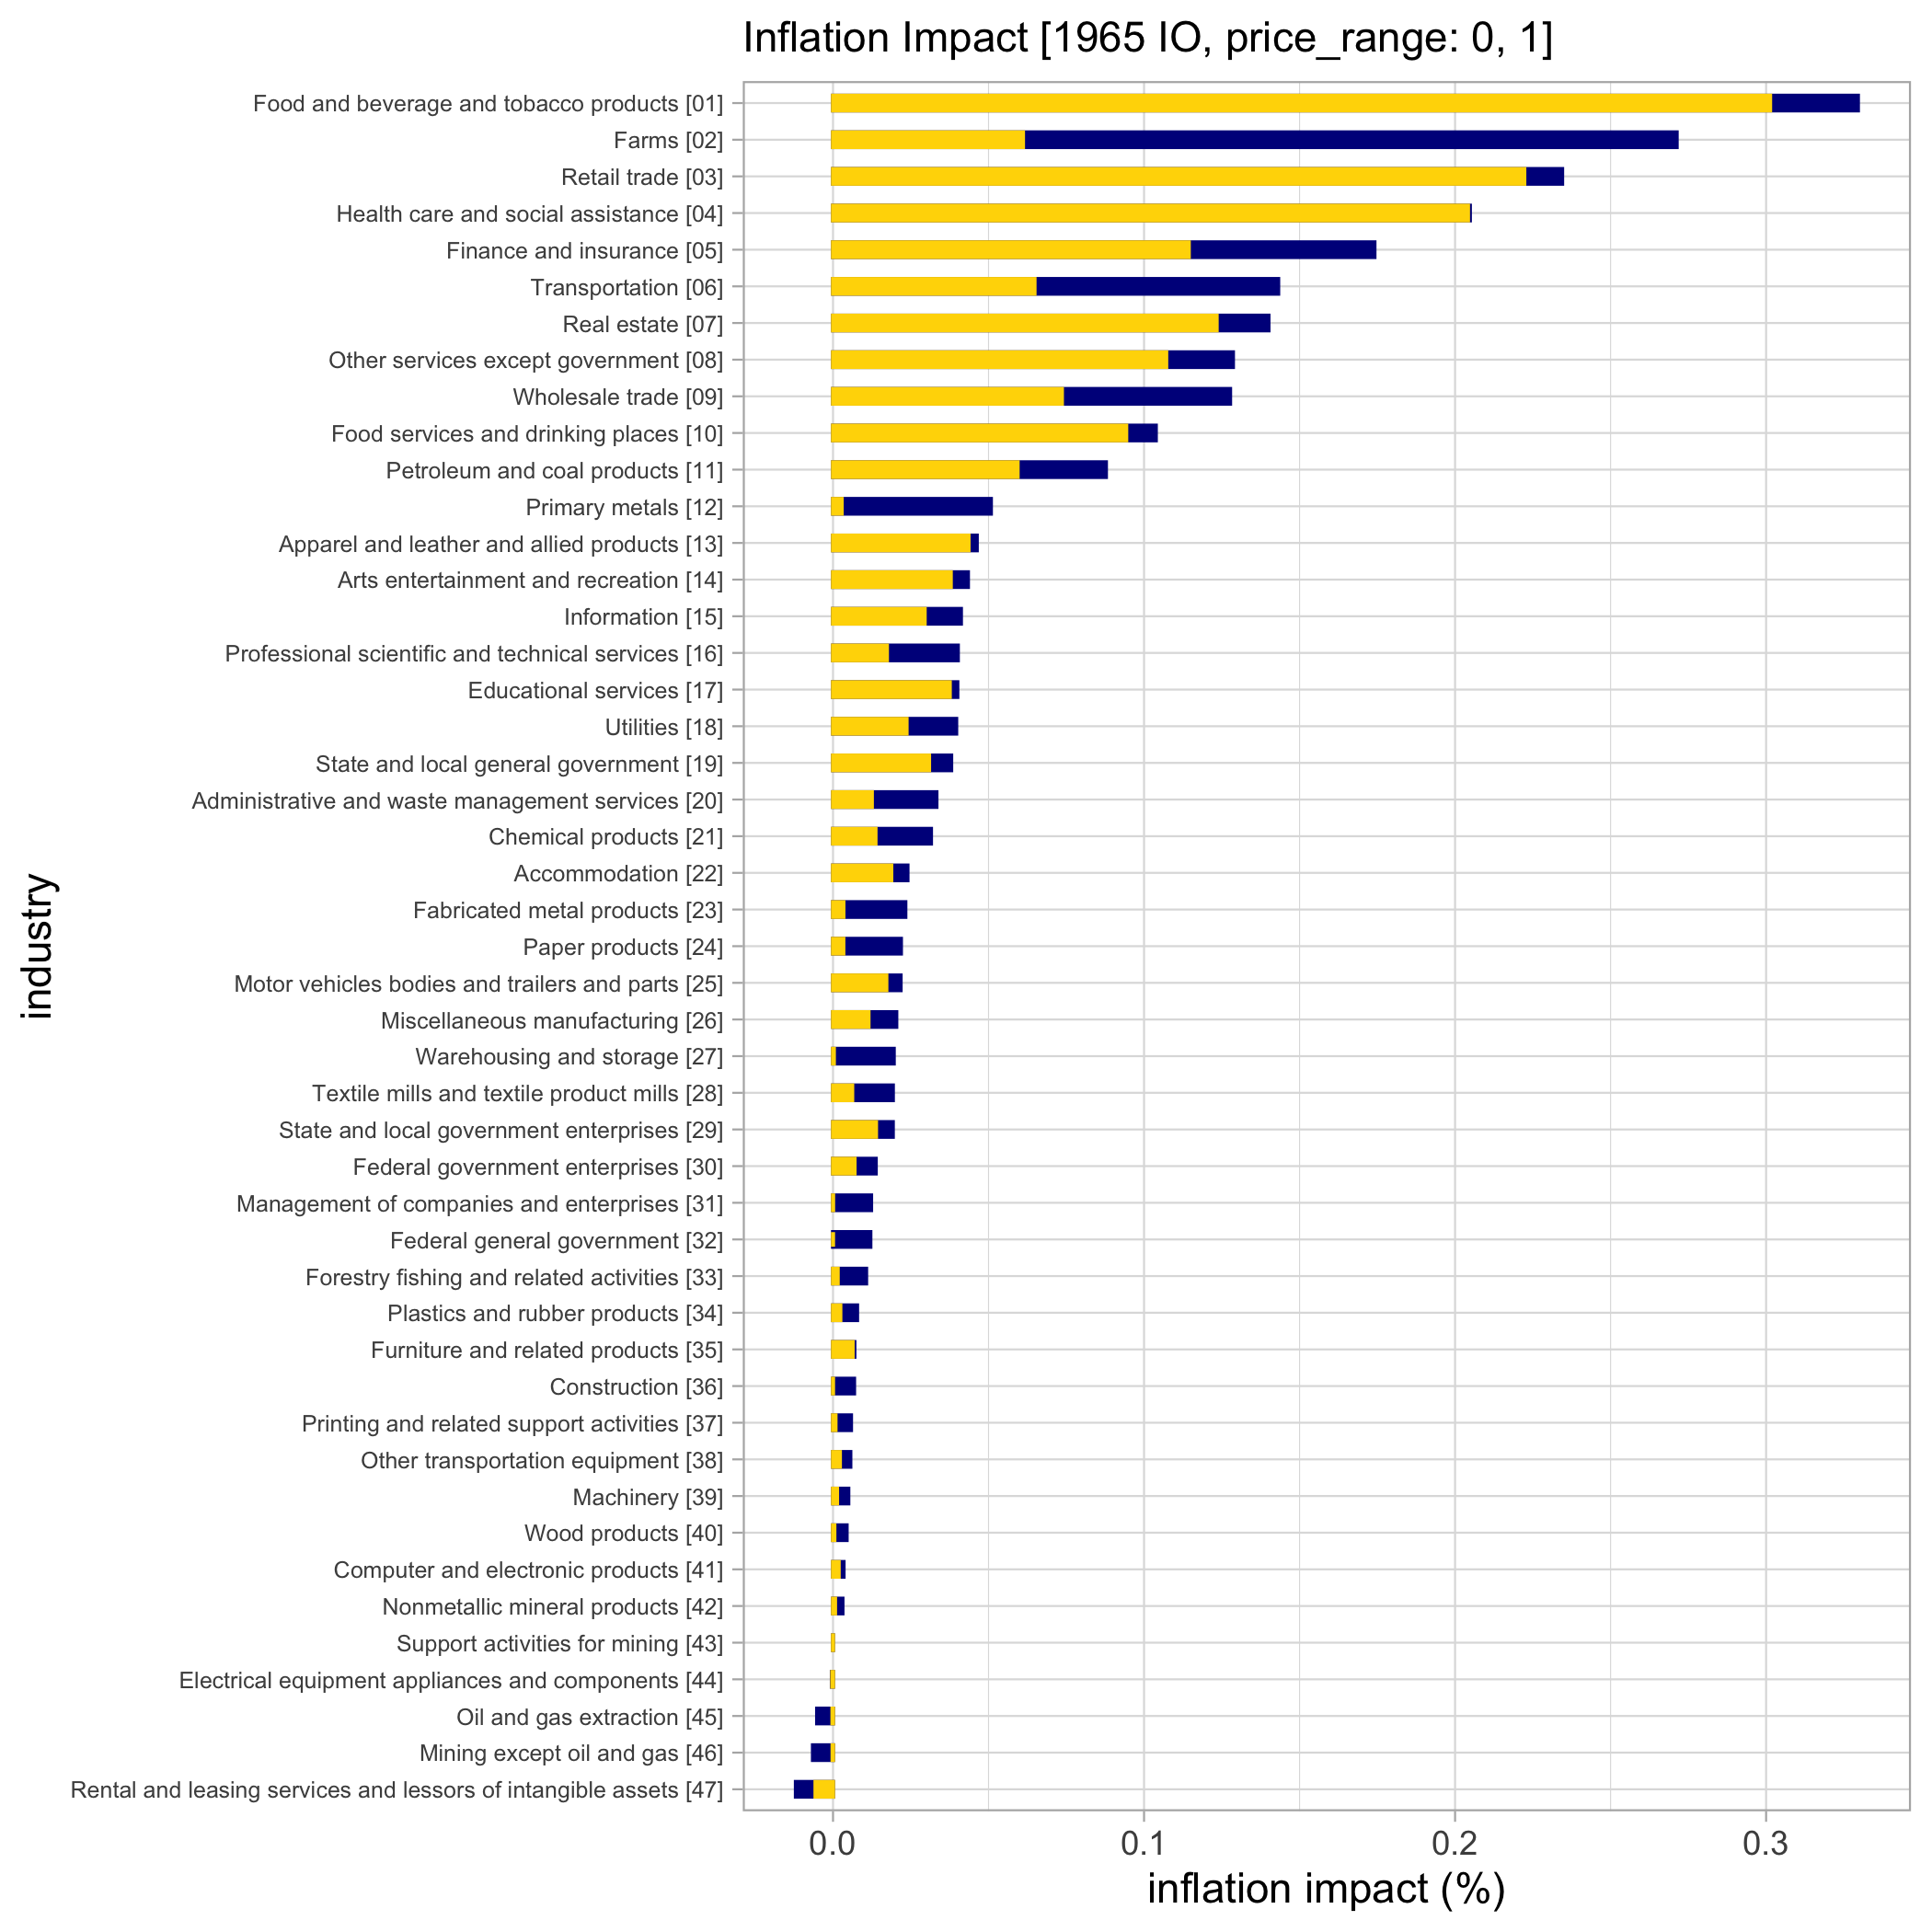 Inflation Impact [1965 IO, price_range: 0, 1]
Food and beverage and tobacco products [01]
Farms [02]
Retail trade [03]
Health care and social assistance [04]
Finance and insurance [05]
Transportation [06]
Real estate [07]
Other services except government [08]
Wholesale trade [09]
Food services and drinking places [10]
Petroleum and coal products [11]
Primary metals [12]
Apparel and leather and allied products [13]
Arts entertainment and recreation [14]
Information [15]
Professional scientific and technical services [16]
Educational services [17]
Utilities [18]
State and local general government [19]
Administrative and waste management services [20]
Chemical products [21]
Accommodation [22]
Fabricated metal products [23]
Paper products [24]
Motor vehicles bodies and trailers and parts [25]
Miscellaneous manufacturing [26]
Warehousing and storage [27]
Textile mills and textile product mills [28]
State and local government enterprises [29]
Federal government enterprises [30]
Management of companies and enterprises [31]
Federal general government [32]
Forestry fishing and related activities [33]
Plastics and rubber products [34]
Furniture and related products [35]
Construction [36]
Printing and related support activities [37]
Other transportation equipment [38]
Machinery [39]
Wood products [40]
Computer and electronic products [41]
Nonmetallic mineral products [42]
Support activities for mining [43]
Electrical equipment appliances and components [44]
Oil and gas extraction [45]
Mining except oil and gas [46]
Rental and leasing services and lessors of intangible assets [47]
industry
0.0 0.1 0.2 0.3
inflation impact (%)